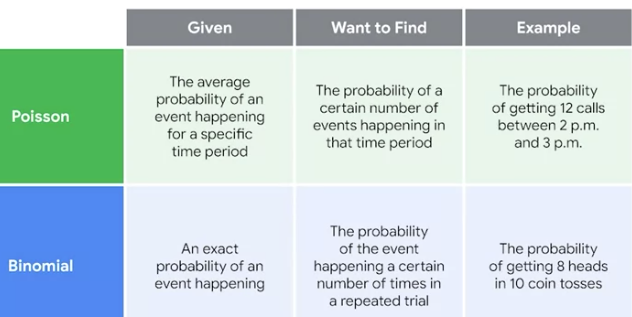 Given
Want to Find
Example
Poisson
The average
probability of an
event happening
for a specific
time period
The probability of a
certain number of
events happening in
that time period
The probability
of getting 12 calls
between 2 p.m.
and 3 p.m.
Binomial
An exact
probability of an
event happening
The probability
of the event
happening a certain
number of times in
a repeated trial
The probability
of getting 8 heads
in 10 coin tosses